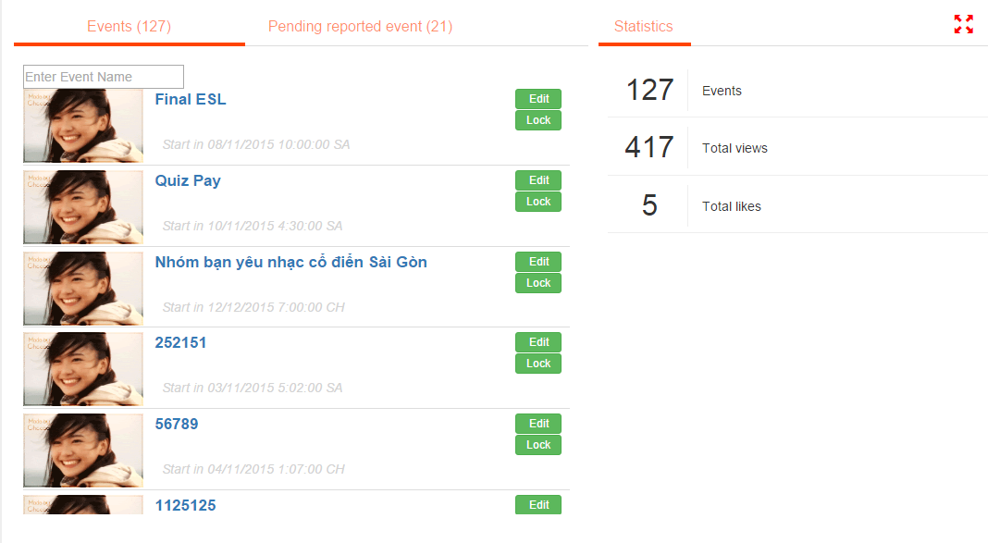 Events (127)
Pending reported event (21)
Enter Event Name
Final ESL
Edit
Lock
Start in 08/11/2015 10:00:00 SA
Quiz Pay
Edit
Lock
Start in 10/11/2015 4:30:00 SA
Nhóm bạn yêu nhạc cổ điển Sài Gòn
Edit
Lock
Start in 12/12/2015 7:00:00 CH
252151
Edit
Lock
Start in 03/11/2015 5:02:00 SA
56789
Edit
Lock
Start in 04/11/2015 1:07:00 CH
1125125
Edit
Statistics
127 Events
417 Total views
5 Total likes